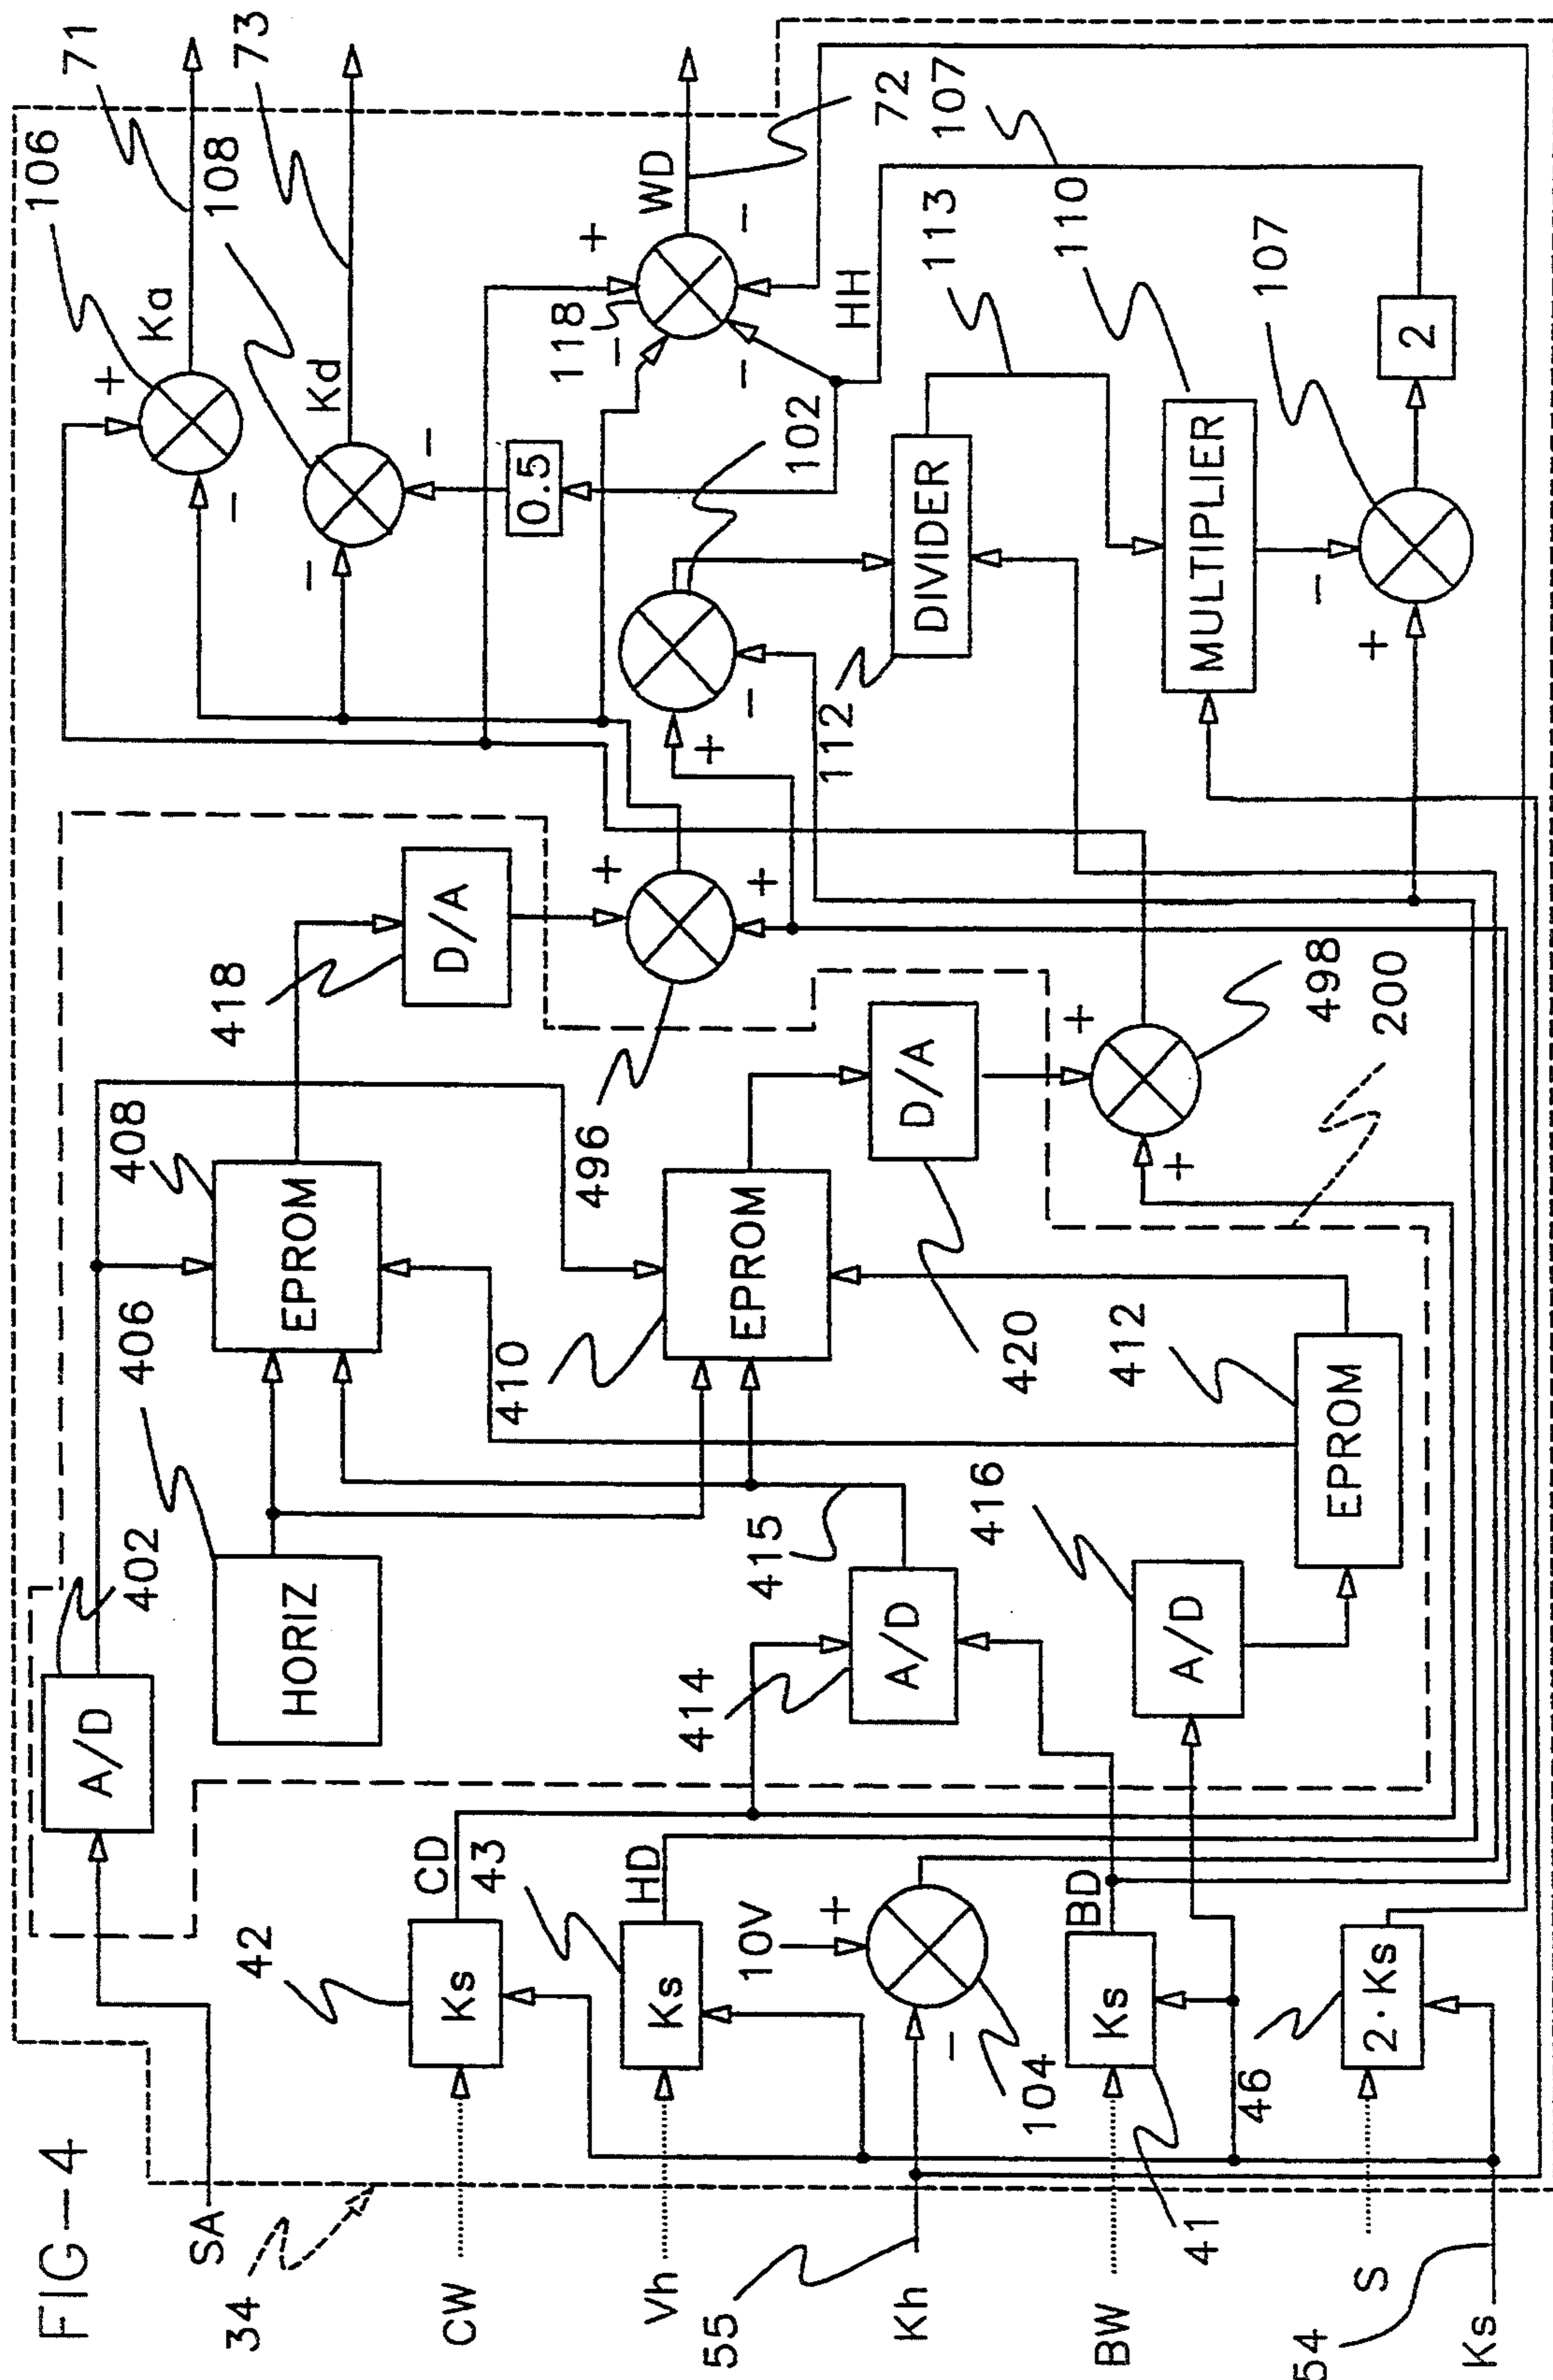 FIG-4
34
SA
CW
Vh
55
Kh
BW
S
54
Ks
A/D
402
HORIZ
406
EPROM
408
418
D/A
106
+
-
Ka
71
108
-
-
Kd
73
0.5
42
Ks
CD
43
Ks
HD
10V
+
-
104
Ks
BD
41
46
2·Ks
414
A/D
415
410
EPROM
420
D/A
416
A/D
412
EPROM
496
+
+
498
+
+
200
102
+
-
118
+
-
-
-
WD
72
HH
107
112
DIVIDER
113
MULTIPLIER
110
107
-
+
2